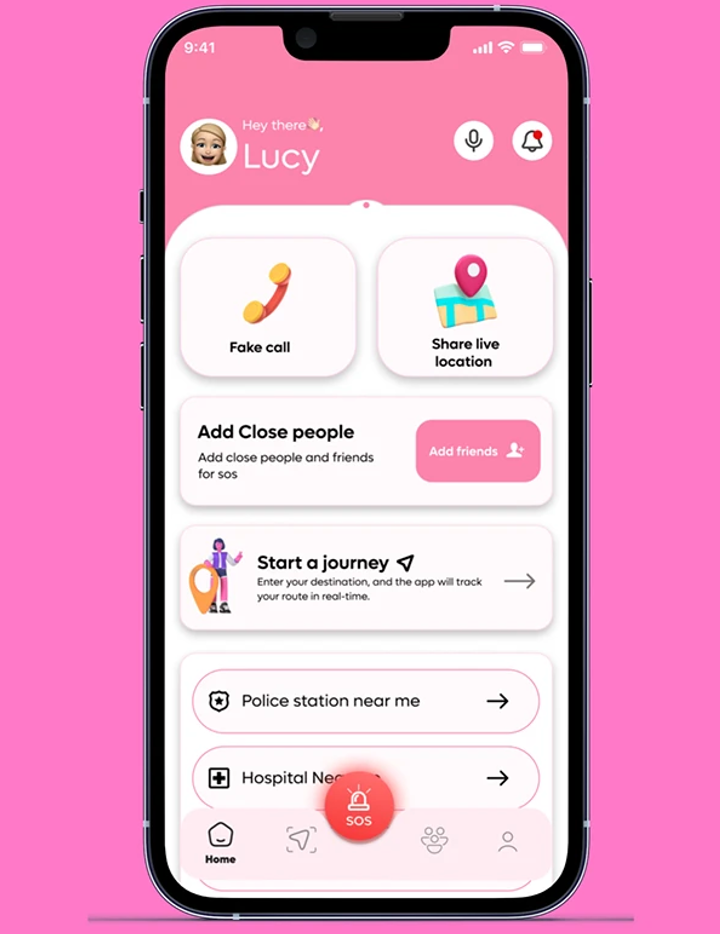 9:41
Hey there👋🏻,
Lucy
Fake call
Share live
location
Add Close people
Add close people and friends
for sos
Add friends
Start a journey
Enter your destination, and the app will track
your route in real-time.
Police station near me
Hospital
SOS
Home